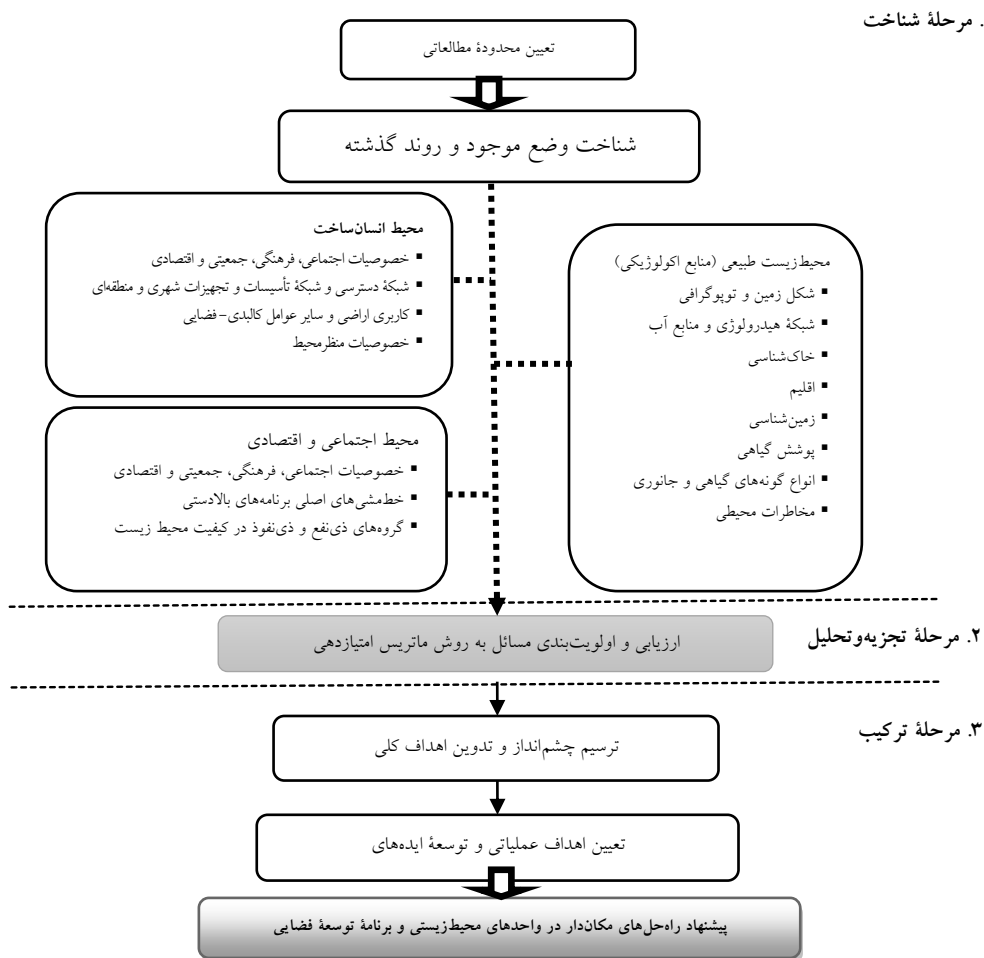 . مرحلهٔ شناخت
تعیین محدودهٔ مطالعاتی
شناخت وضع موجود و روند گذشته
محیط‌زیست طبیعی (منابع اکولوژیکی)
▪ شکل زمین و توپوگرافی
▪ شبکهٔ هیدرولوژی و منابع آب
▪ خاک‌شناسی
▪ اقلیم
▪ زمین‌شناسی
▪ پوشش گیاهی
▪ انواع گونه‌های گیاهی و جانوری
▪ مخاطرات محیطی
محیط انسان‌ساخت
▪ خصوصیات اجتماعی، فرهنگی، جمعیتی و اقتصادی
▪ شبکهٔ دسترسی و شبکهٔ تأسیسات و تجهیزات شهری و منطقه‌ای
▪ کاربری اراضی و سایر عوامل کالبدی-فضایی
▪ خصوصیات منظرمحیط
محیط اجتماعی و اقتصادی
▪ خصوصیات اجتماعی، فرهنگی، جمعیتی و اقتصادی
▪ خط‌مشی‌های اصلی برنامه‌های بالادستی
▪ گروه‌های ذی‌نفع و ذی‌نفوذ در کیفیت محیط زیست
۲. مرحلهٔ تجزیه‌وتحلیل
ارزیابی و اولویت‌بندی مسائل به روش ماتریس امتیازدهی
۳. مرحلهٔ ترکیب
ترسیم چشم‌انداز و تدوین اهداف کلی
تعیین اهداف عملیاتی و توسعهٔ ایده‌های
پیشنهاد راه‌حل‌های مکان‌دار در واحدهای محیط‌زیستی و برنامهٔ توسعهٔ فضایی